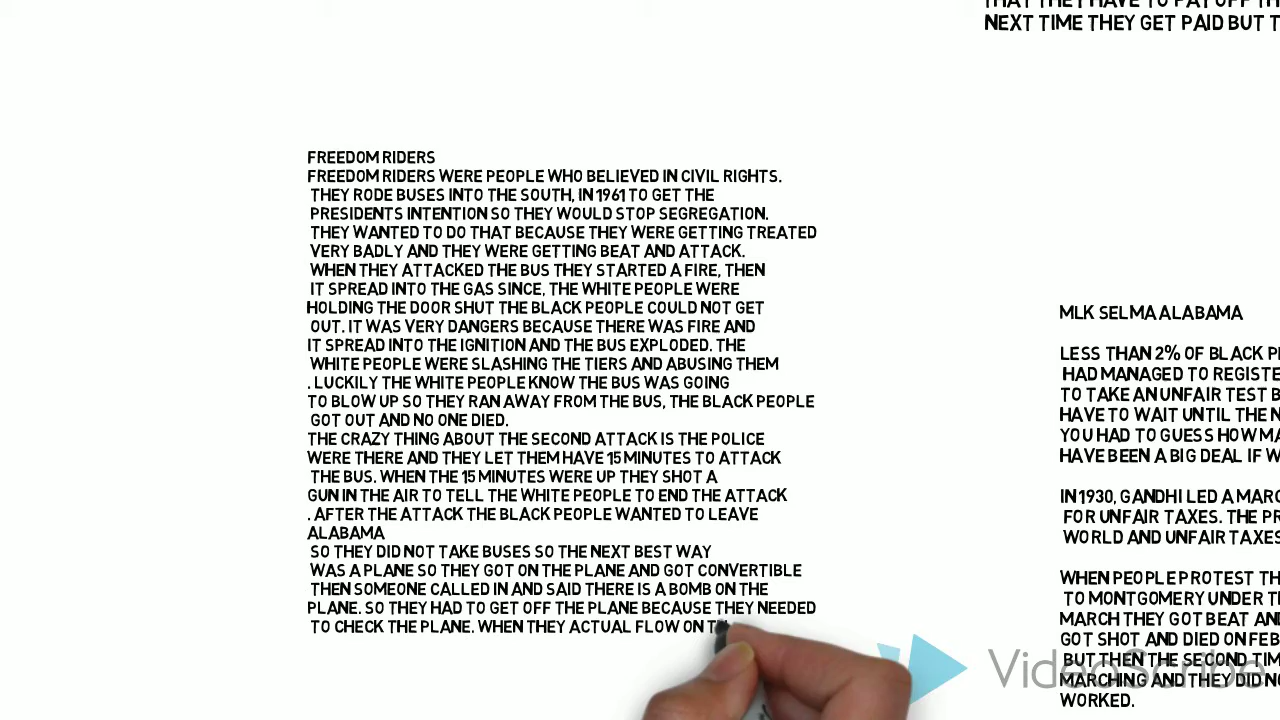 THAT THEY HAVE TO PAY OFF
NEXT TIME THEY GET PAID BUT
FREEDOM RIDERS
FREEDOM RIDERS WERE PEOPLE WHO BELIEVED IN CIVIL RIGHTS.
THEY RODE BUSES INTO THE SOUTH, IN 1961 TO GET THE
PRESIDENTS INTENTION SO THEY WOULD STOP SEGREGATION.
THEY WANTED TO DO THAT BECAUSE THEY WERE GETTING TREATED
VERY BADLY AND THEY WERE GETTING BEAT AND ATTACK.
WHEN THEY ATTACKED THE BUS THEY STARTED A FIRE, THEN
IT SPREAD INTO THE GAS SINCE, THE WHITE PEOPLE WERE
HOLDING THE DOOR SHUT THE BLACK PEOPLE COULD NOT GET
OUT. IT WAS VERY DANGERS BECAUSE THERE WAS FIRE AND
IT SPREAD INTO THE IGNITION AND THE BUS EXPLODED. THE
WHITE PEOPLE WERE SLASHING THE TIERS AND ABUSING THEM
. LUCKILY THE WHITE PEOPLE KNOW THE BUS WAS GOING
TO BLOW UP SO THEY RAN AWAY FROM THE BUS, THE BLACK PEOPLE
GOT OUT AND NO ONE DIED.
THE CRAZY THING ABOUT THE SECOND ATTACK IS THE POLICE
WERE THERE AND THEY LET THEM HAVE 15 MINUTES TO ATTACK
THE BUS. WHEN THE 15 MINUTES WERE UP THEY SHOT A
GUN IN THE AIR TO TELL THE WHITE PEOPLE TO END THE ATTACK
. AFTER THE ATTACK THE BLACK PEOPLE WANTED TO LEAVE
ALABAMA
SO THEY DID NOT TAKE BUSES SO THE NEXT BEST WAY
WAS A PLANE SO THEY GOT ON THE PLANE AND GOT CONVERTIBLE
THEN SOMEONE CALLED IN AND SAID THERE IS A BOMB ON THE
PLANE. SO THEY HAD TO GET OFF THE PLANE BECAUSE THEY NEEDED
TO CHECK THE PLANE. WHEN THEY ACTUAL FLOW ON
MLK SELMA ALABAMA
LESS THAN 2% OF BLACK
HAD MANAGED TO
TO TAKE AN UNFAIR TEST
HAVE TO WAIT UNTIL THE
YOU HAD TO GUESS HOW
HAVE BEEN A BIG DEAL IF
IN 1930, GANDHI LED A
FOR UNFAIR TAXES. THE
WORLD AND UNFAIR TAXES
WHEN PEOPLE PROTEST
TO MONTGOMERY UNDER
MARCH THEY GOT BEAT
GOT SHOT AND DIED ON
BUT THEN THE SECOND
MARCHING AND THEY DID
WORKED.
VideoScribe